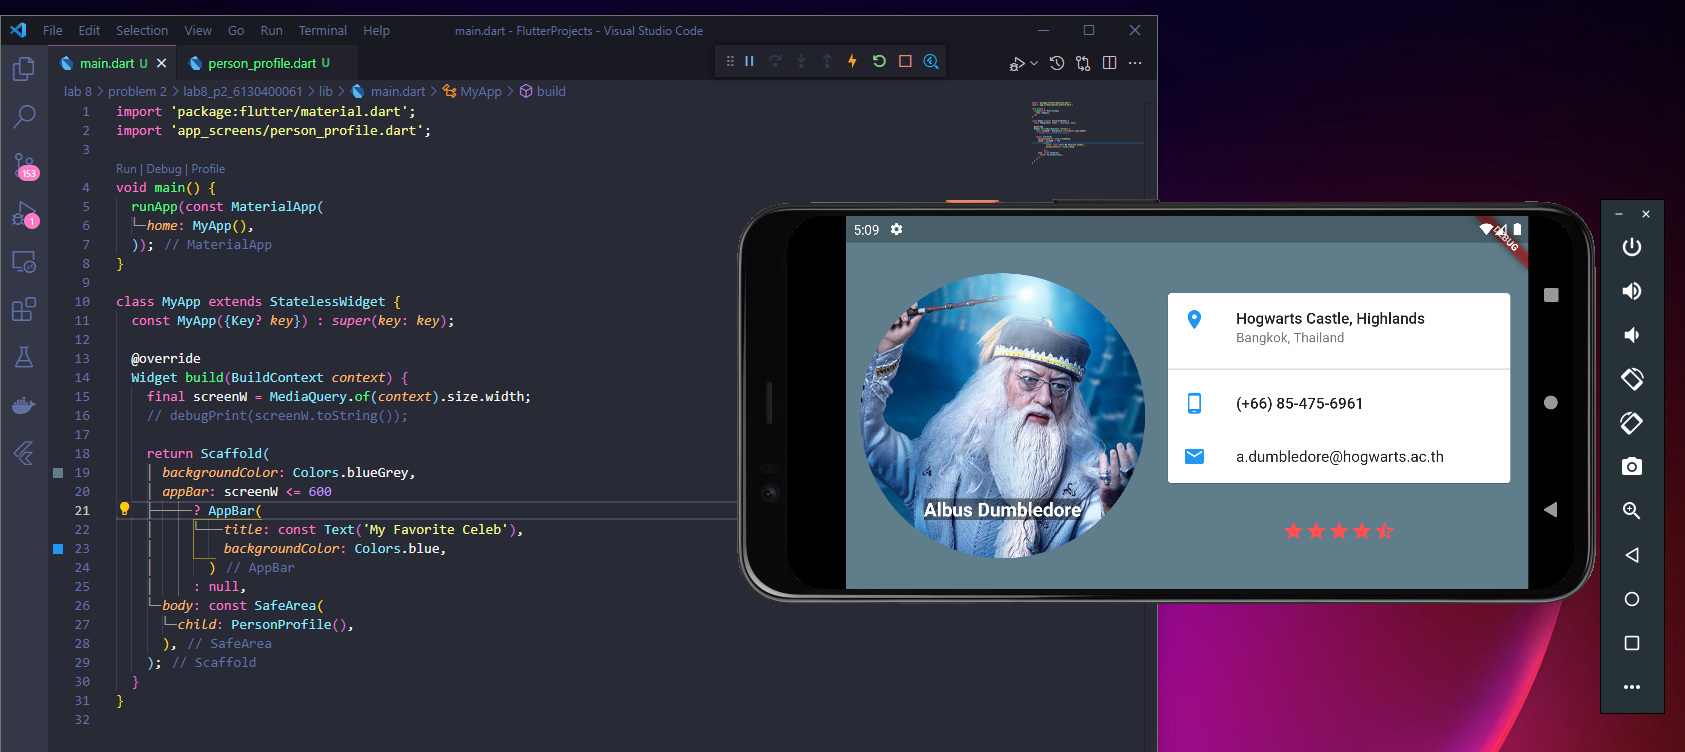 File Edit Selection View Go Run Terminal Help main.dart - FlutterProjects - Visual Studio Code
main.dart U person_profile.dart U
lab 8 > problem 2 > lab8_p2_6130400061 > lib > main.dart > MyApp > build
1 import 'package:flutter/material.dart';
2 import 'app_screens/person_profile.dart';
3
Run | Debug | Profile
4 void main() {
5 runApp(const MaterialApp(
6 home: MyApp(),
7 )); // MaterialApp
8 }
9
10 class MyApp extends StatelessWidget {
11 const MyApp({Key? key}) : super(key: key);
12
13 @override
14 Widget build(BuildContext context) {
15 final screenW = MediaQuery.of(context).size.width;
16 // debugPrint(screenW.toString());
17
18 return Scaffold(
19 backgroundColor: Colors.blueGrey,
20 appBar: screenW <= 600
21 ? AppBar(
22 title: const Text('My Favorite Celeb'),
23 backgroundColor: Colors.blue,
24 ) // AppBar
25 : null,
26 body: const SafeArea(
27 child: PersonProfile(),
28 ), // SafeArea
29 ); // Scaffold
30 }
31 }
32
153
1
5:09
DEBUG
Albus Dumbledore
Hogwarts Castle, Highlands
Bangkok, Thailand
(+66) 85-475-6961
a.dumbledore@hogwarts.ac.th